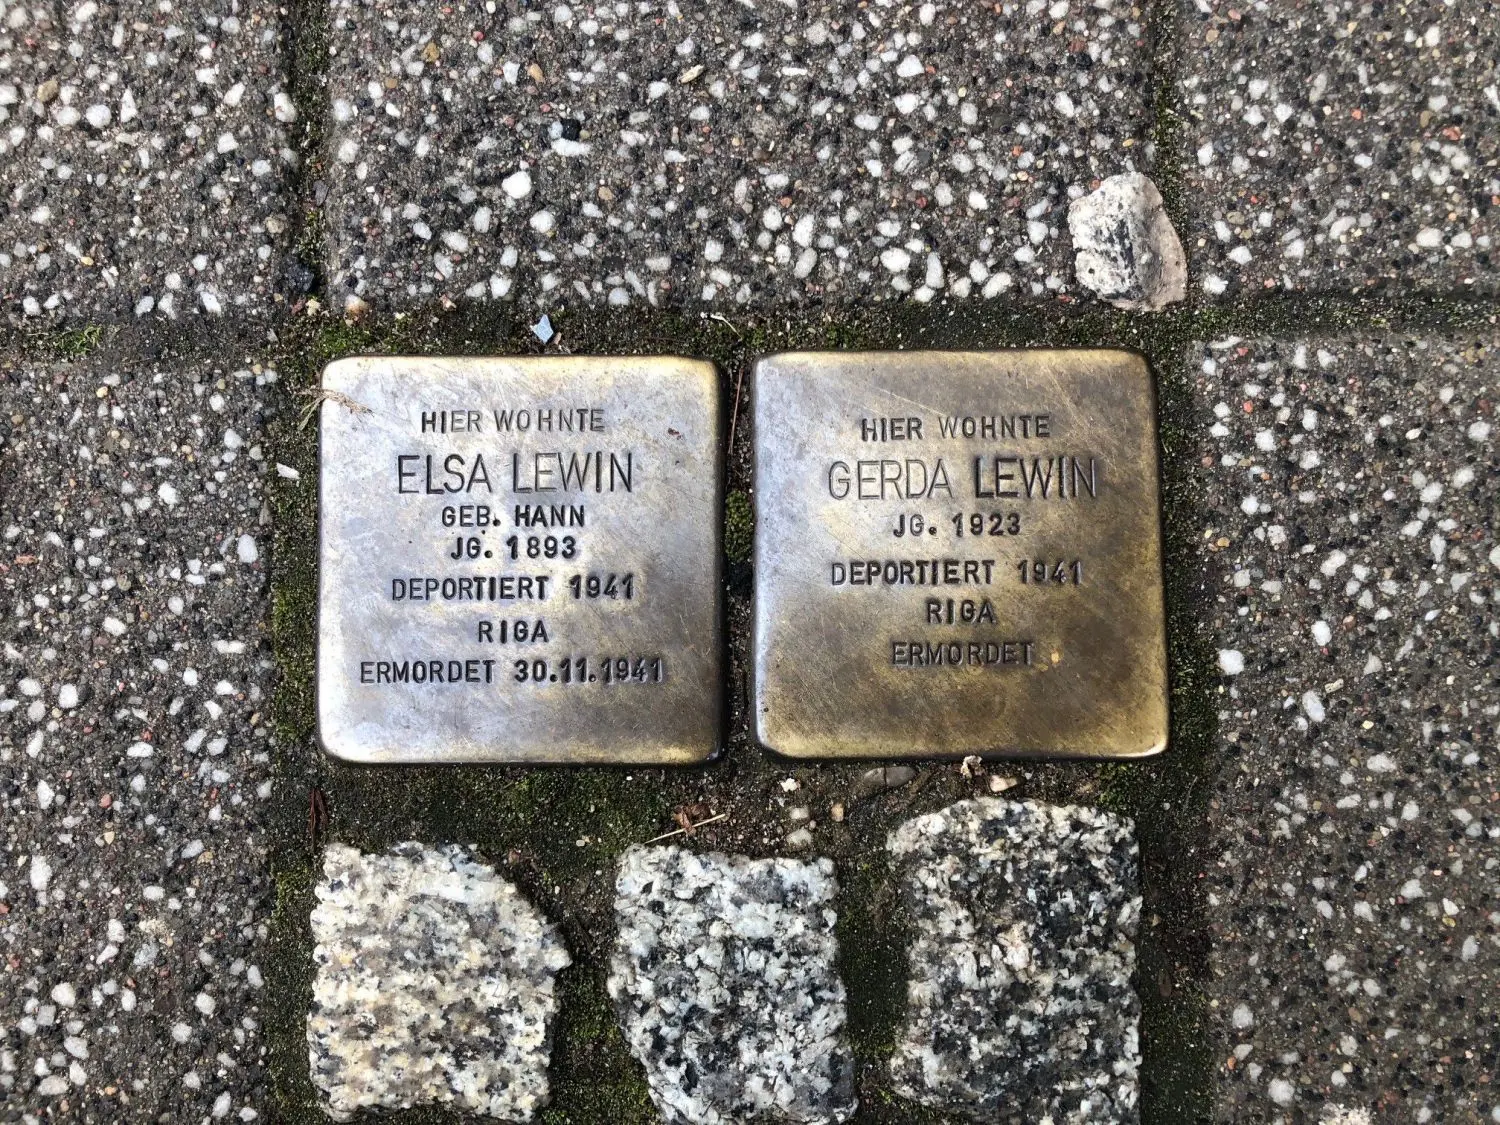 HIER WOHNTE
ELSA LEWIN
GEB. HANN
JG. 1893
DEPORTIERT 1941
RIGA
ERMORDET 30.11.1941
HIER WOHNTE
GERDA LEWIN
JG. 1923
DEPORTIERT 1941
RIGA
ERMORDET